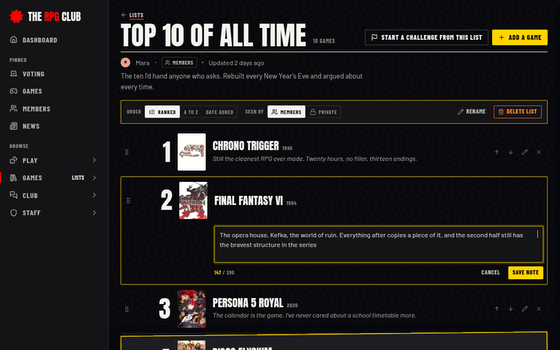 THE RPG CLUB
DASHBOARD
PINNED
VOTING
GAMES
MEMBERS
NEWS
BROWSE
PLAY
GAMES LISTS
CLUB
STAFF
← LISTS
TOP 10 OF ALL TIME 10 GAMES
START A CHALLENGE FROM THIS LIST
+ ADD A GAME
Mara · MEMBERS · Updated 2 days ago
The ten I'd hand anyone who asks. Rebuilt every New Year's Eve and argued about
every time.
ORDER RANKED A TO Z DATE ADDED SEEN BY MEMBERS PRIVATE RENAME DELETE LIST
1 CHRONO TRIGGER 1995
Still the cleanest RPG ever made. Twenty hours, no filler, thirteen endings.
2 FINAL FANTASY VI 1994
The opera house, Kefka, the world of ruin. Everything after copies a piece of it, and the second half still has
the bravest structure in the series
147 / 280 CANCEL SAVE NOTE
3 PERSONA 5 ROYAL 2020
The calendar is the game. I've never cared about a school timetable more.